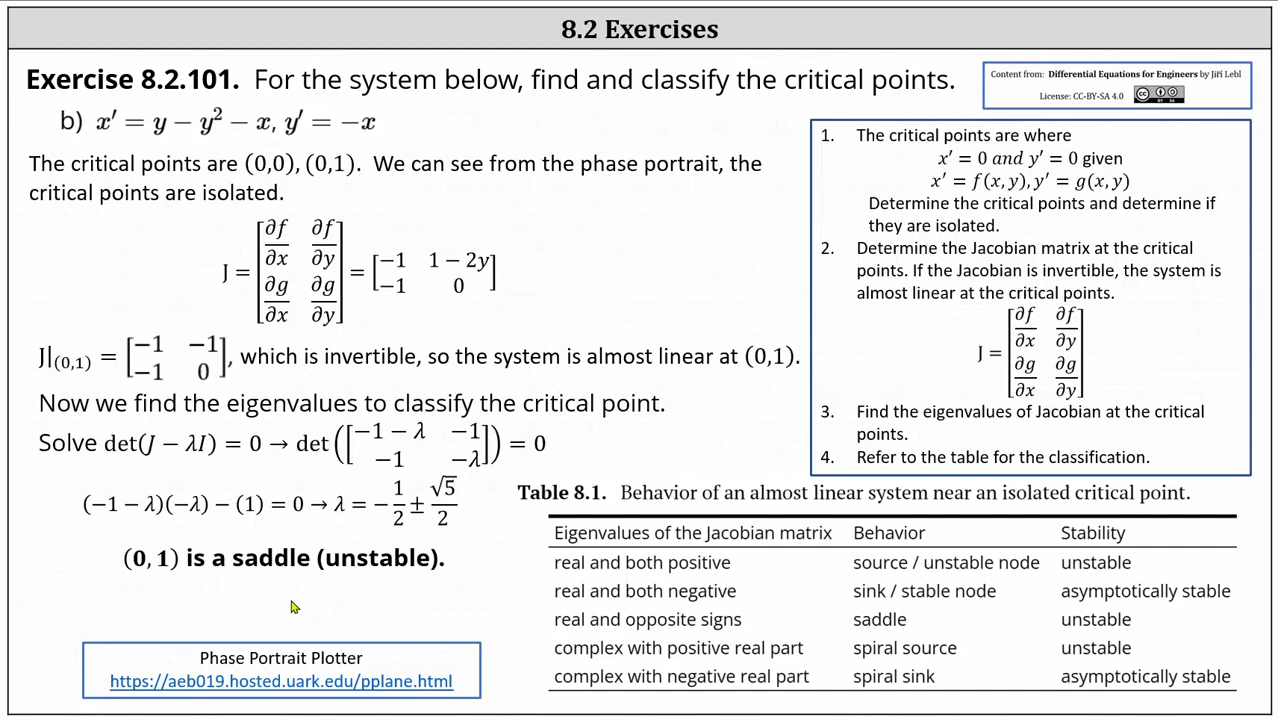 8.2 Exercises
Exercise 8.2.101. For the system below, find and classify the critical points.
b) x′ = y − y² − x, y′ = −x
The critical points are (0,0), (0,1). We can see from the phase portrait, the
critical points are isolated.
J = [∂f/∂x ∂f/∂y; ∂g/∂x ∂g/∂y] = [−1 1 − 2y; −1 0]
J|(0,1) = [−1 −1; −1 0], which is invertible, so the system is almost linear at (0,1).
Now we find the eigenvalues to classify the critical point.
Solve det(J − λI) = 0 → det ([−1 − λ −1; −1 −λ]) = 0
(−1 − λ)(−λ) − (1) = 0 → λ = −1/2 ± √5/2
(0, 1) is a saddle (unstable).
Phase Portrait Plotter
https://aeb019.hosted.uark.edu/pplane.html
Content from: Differential Equations for Engineers by Jiří Lebl
License: CC-BY-SA 4.0 CC BY SA
1. The critical points are where
x′ = 0 and y′ = 0 given
x′ = f(x, y), y′ = g(x, y)
Determine the critical points and determine if
they are isolated.
2. Determine the Jacobian matrix at the critical
points. If the Jacobian is invertible, the system is
almost linear at the critical points.
J = [∂f/∂x ∂f/∂y; ∂g/∂x ∂g/∂y]
3. Find the eigenvalues of Jacobian at the critical
points.
4. Refer to the table for the classification.
Table 8.1. Behavior of an almost linear system near an isolated critical point.
Eigenvalues of the Jacobian matrix Behavior Stability
real and both positive source / unstable node unstable
real and both negative sink / stable node asymptotically stable
real and opposite signs saddle unstable
complex with positive real part spiral source unstable
complex with negative real part spiral sink asymptotically stable